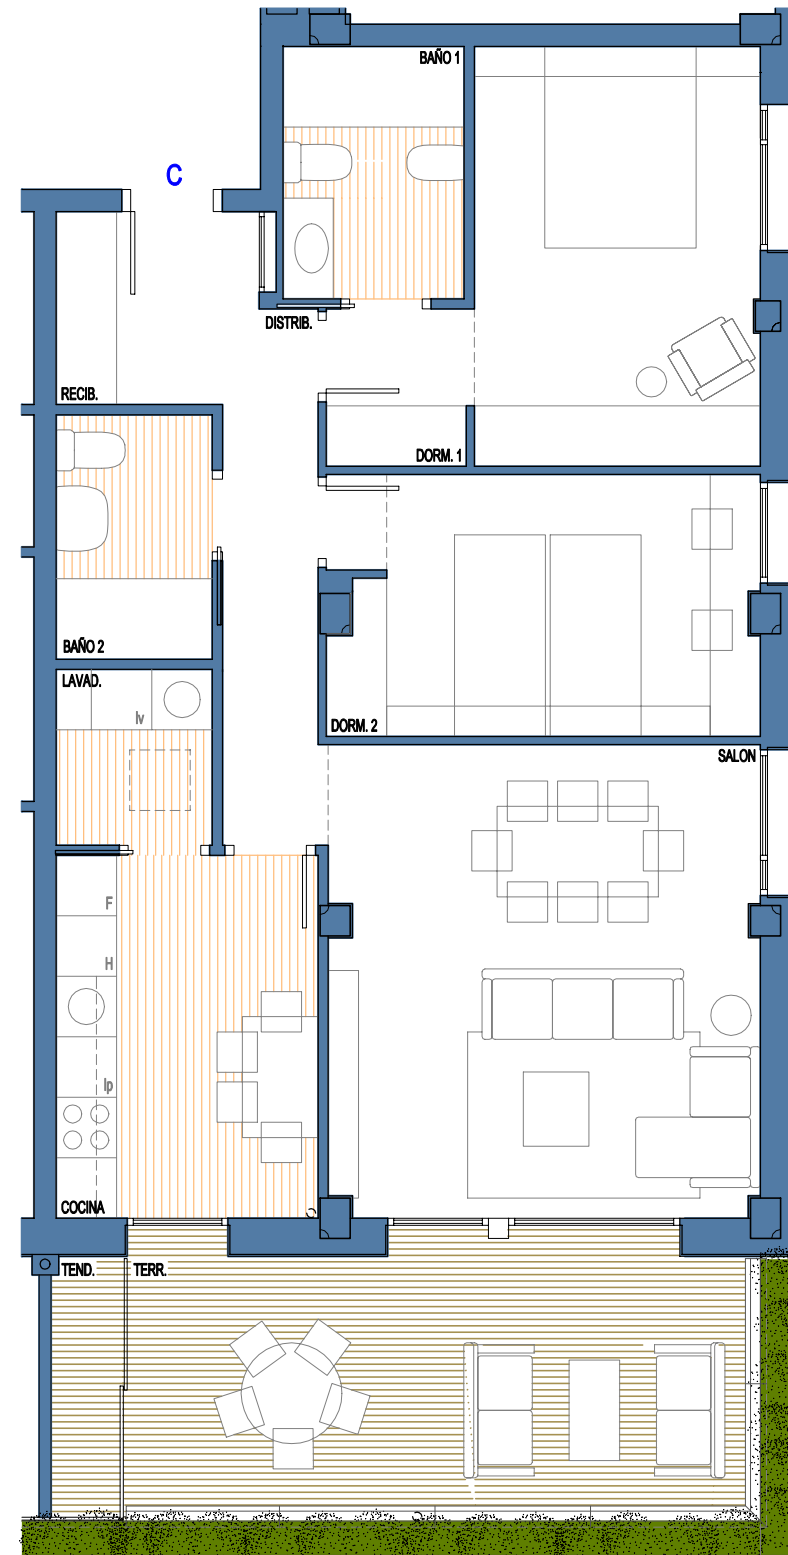 BAÑO 1
C
DISTRIB.
RECIB.
DORM. 1
BAÑO 2
LAVAD.
lv
DORM. 2
SALON
F
H
lp
COCINA
TEND.
TERR.